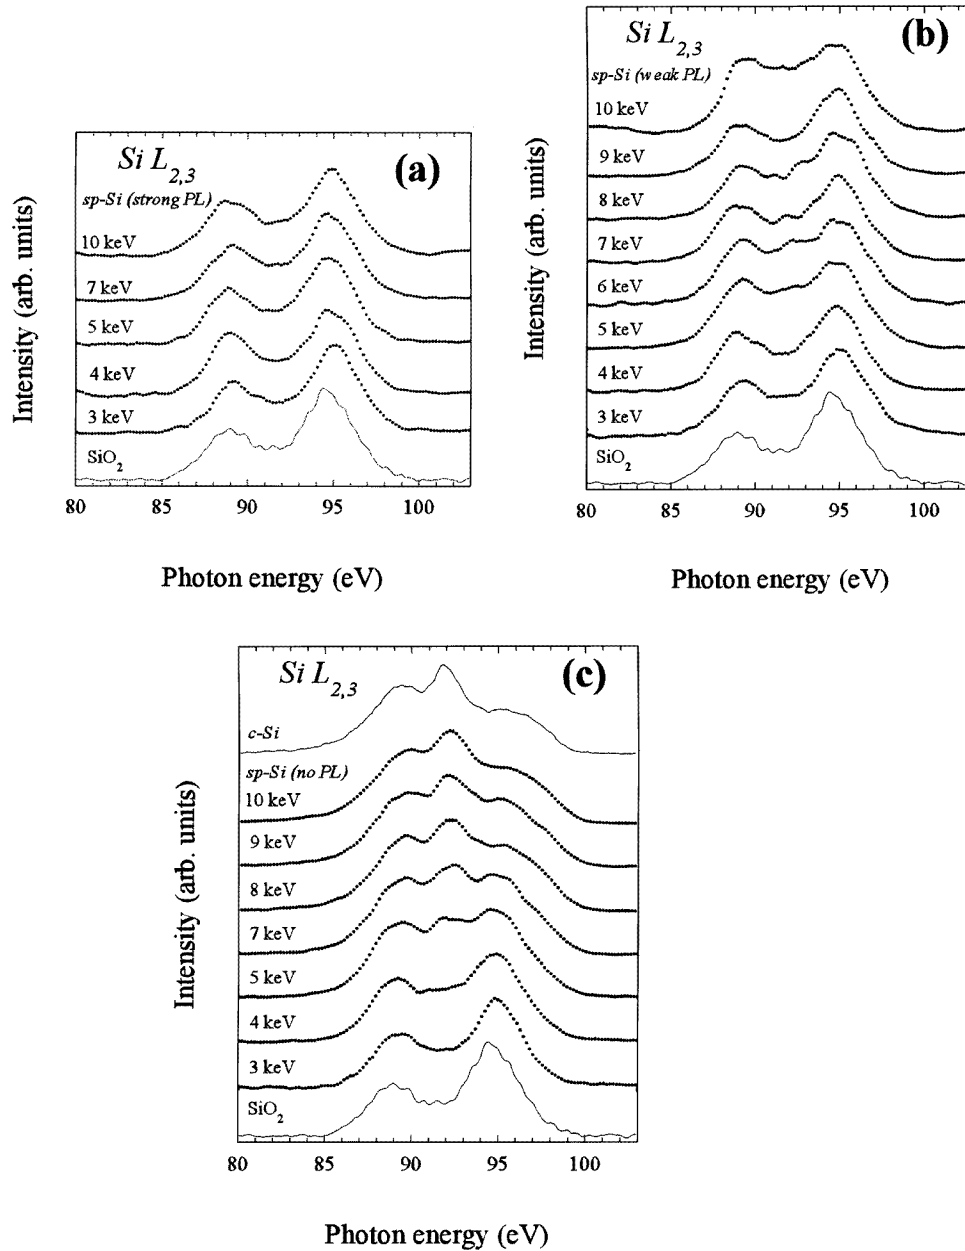 (a)
Si L2,3
sp-Si (strong PL)
10 keV
7 keV
5 keV
4 keV
3 keV
SiO2
Intensity (arb. units)
80 85 90 95 100
Photon energy (eV)
(b)
Si L2,3
sp-Si (weak PL)
10 keV
9 keV
8 keV
7 keV
6 keV
5 keV
4 keV
3 keV
SiO2
Intensity (arb. units)
80 85 90 95 100
Photon energy (eV)
(c)
Si L2,3
c-Si
sp-Si (no PL)
10 keV
9 keV
8 keV
7 keV
5 keV
4 keV
3 keV
SiO2
Intensity (arb. units)
80 85 90 95 100
Photon energy (eV)